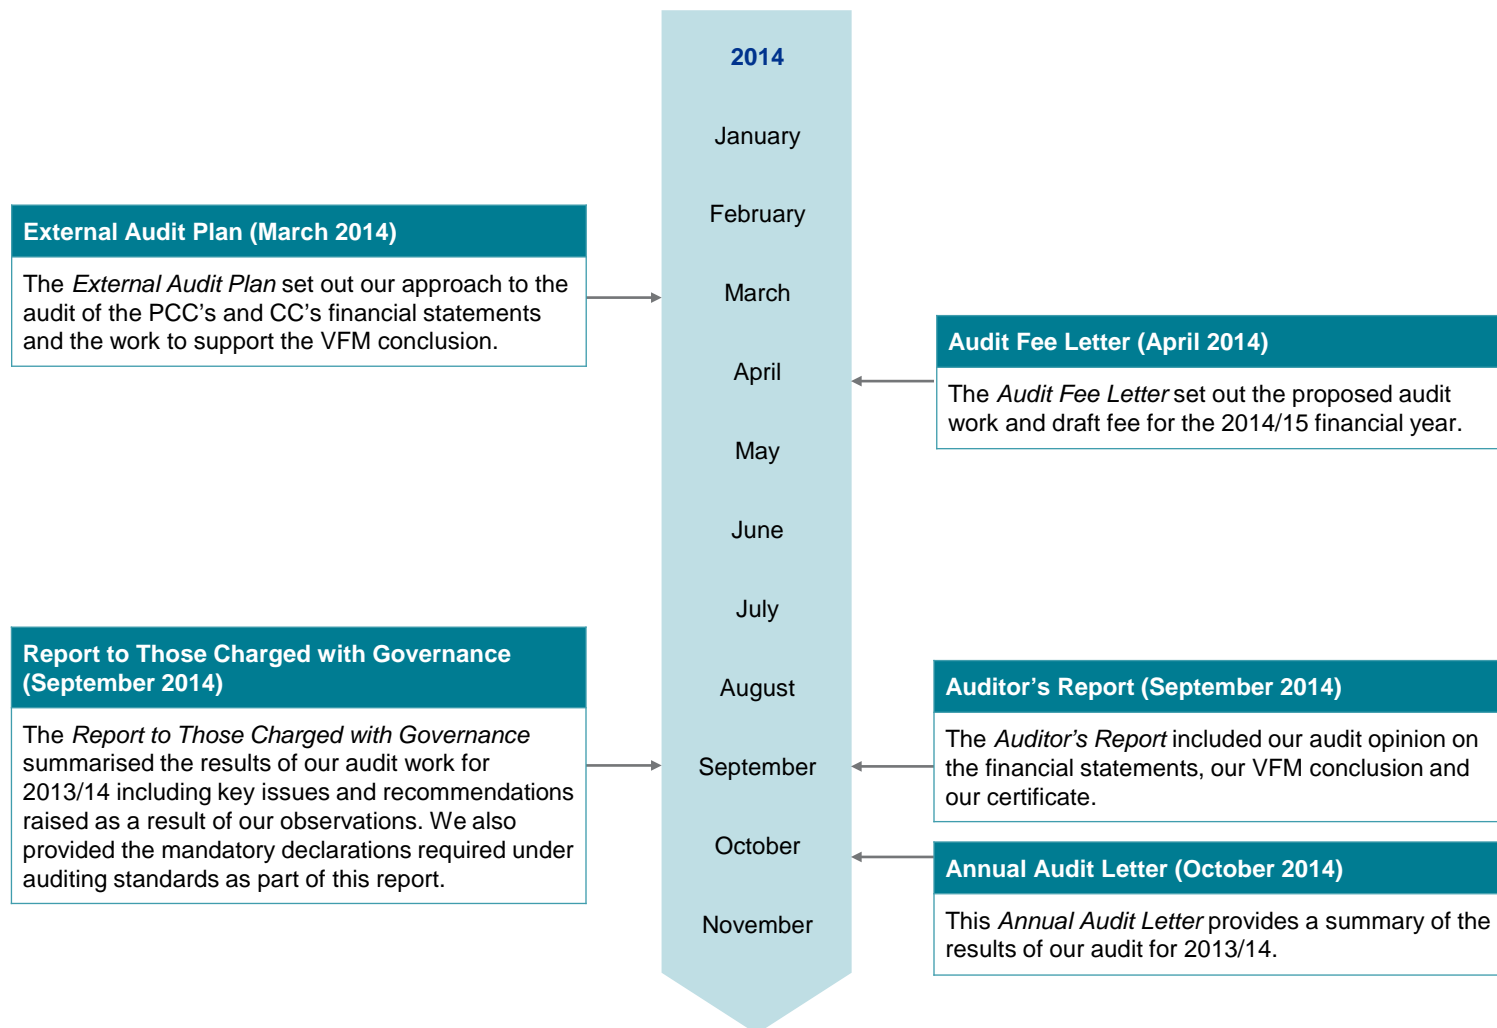 2014
January
February
March
April
May
June
July
August
September
October
November
External Audit Plan (March 2014)
The External Audit Plan set out our approach to the
audit of the PCC’s and CC’s financial statements
and the work to support the VFM conclusion.
Audit Fee Letter (April 2014)
The Audit Fee Letter set out the proposed audit
work and draft fee for the 2014/15 financial year.
Report to Those Charged with Governance
(September 2014)
The Report to Those Charged with Governance
summarised the results of our audit work for
2013/14 including key issues and recommendations
raised as a result of our observations. We also
provided the mandatory declarations required under
auditing standards as part of this report.
Auditor’s Report (September 2014)
The Auditor’s Report included our audit opinion on
the financial statements, our VFM conclusion and
our certificate.
Annual Audit Letter (October 2014)
This Annual Audit Letter provides a summary of the
results of our audit for 2013/14.